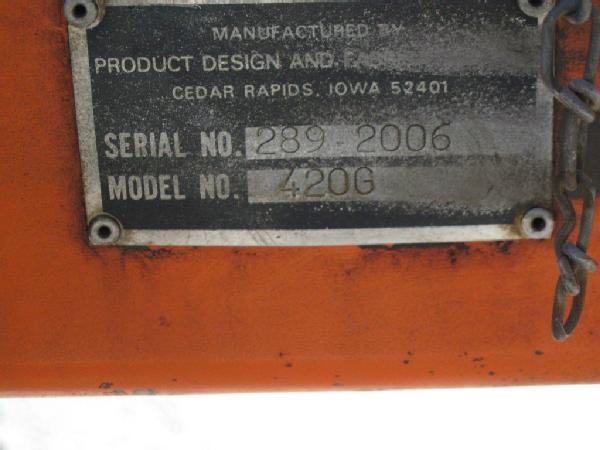 MANUFACTURED BY
PRODUCT DESIGN AND
CEDAR RAPIDS, IOWA 52401
SERIAL NO. 289-2006
MODEL NO. 420G